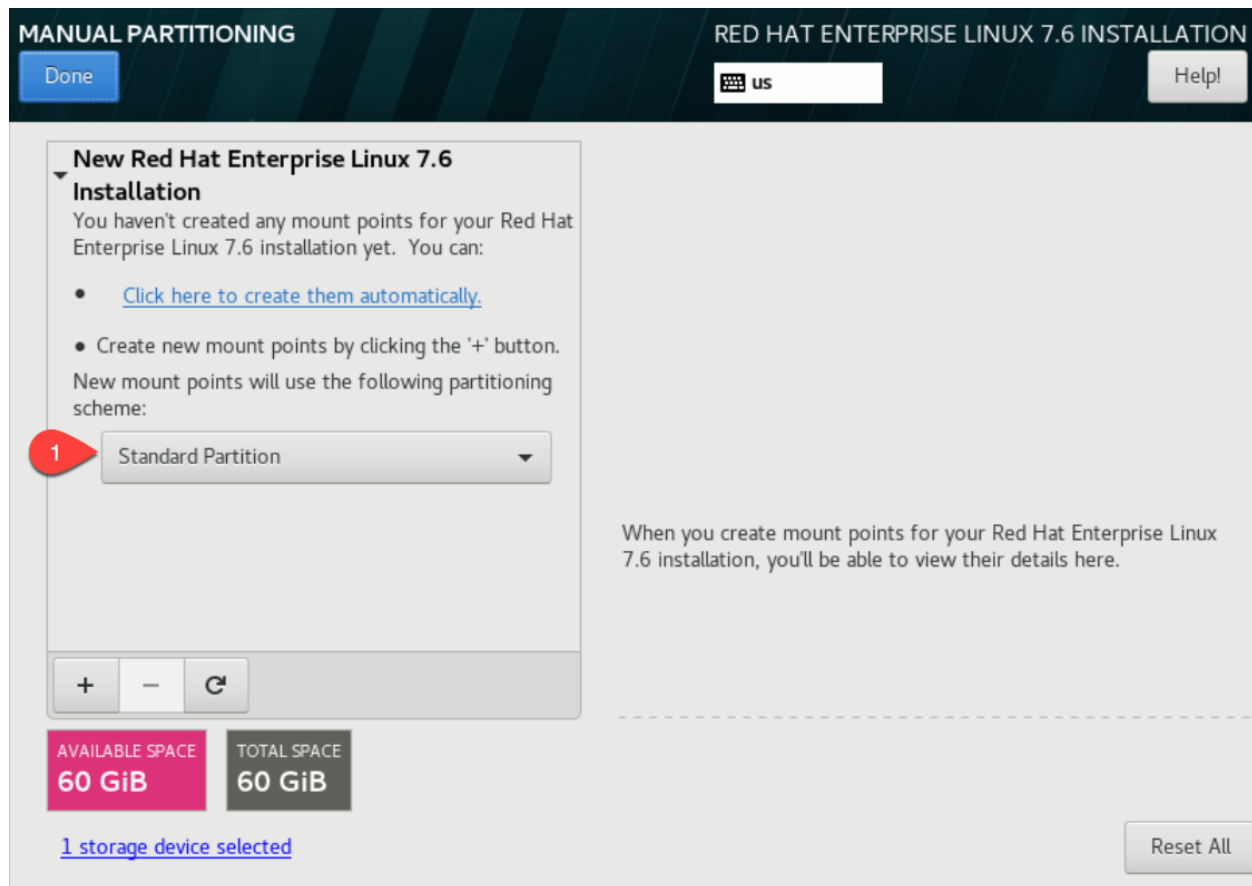 MANUAL PARTITIONING
RED HAT ENTERPRISE LINUX 7.6 INSTALLATION
Done
us
Help!
New Red Hat Enterprise Linux 7.6
Installation
You haven't created any mount points for your Red Hat
Enterprise Linux 7.6 installation yet. You can:
• Click here to create them automatically.
• Create new mount points by clicking the '+' button.
New mount points will use the following partitioning
scheme:
1
Standard Partition
When you create mount points for your Red Hat Enterprise Linux
7.6 installation, you'll be able to view their details here.
+ −
AVAILABLE SPACE
60 GiB
TOTAL SPACE
60 GiB
1 storage device selected
Reset All